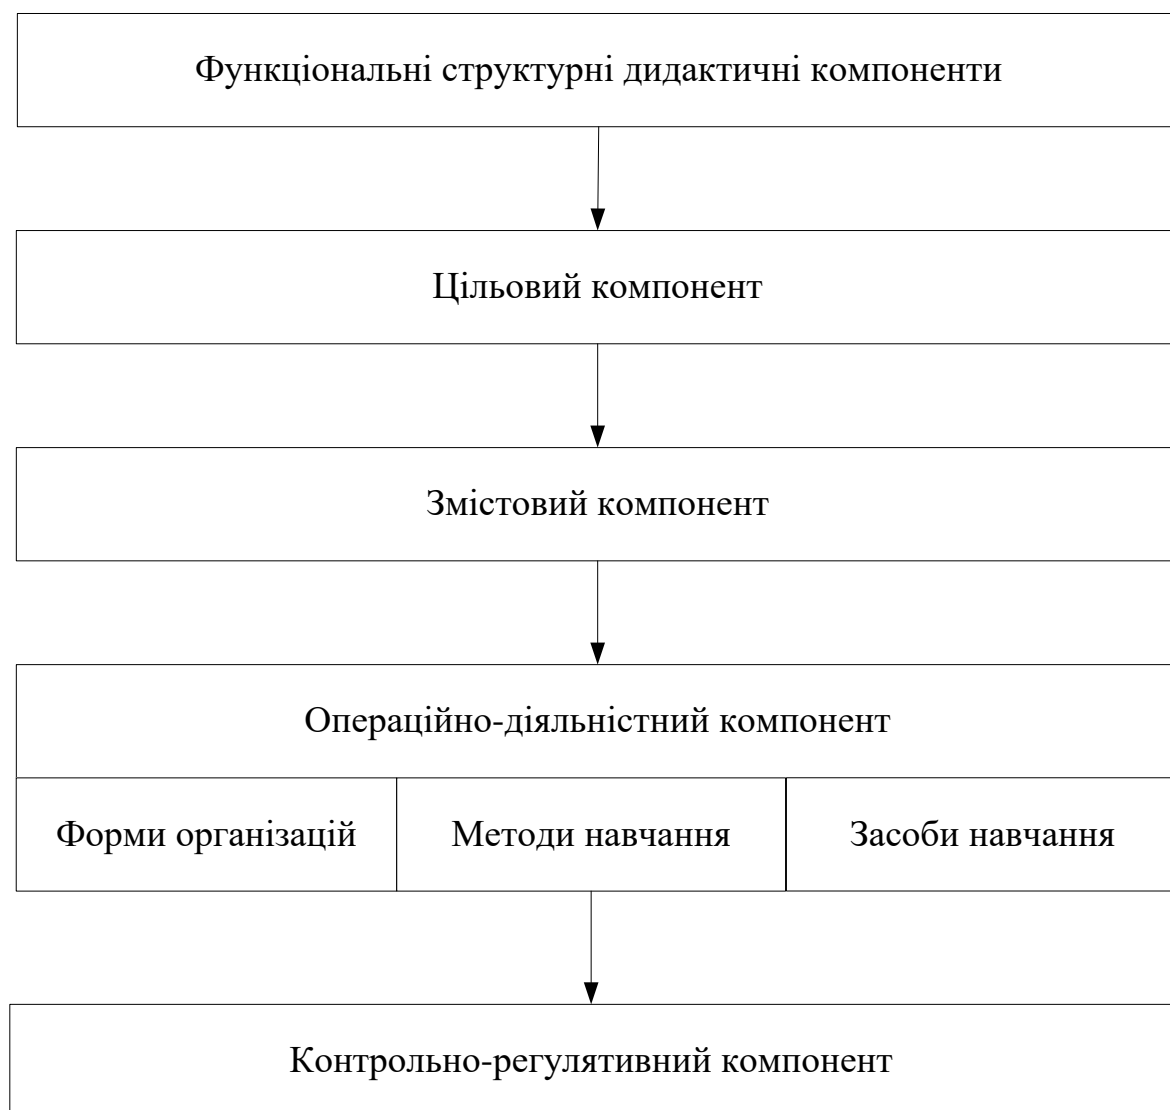 Функціональні структурні дидактичні компоненти
Цільовий компонент
Змістовий компонент
Операційно-діяльністний компонент
Форми організацій
Методи навчання
Засоби навчання
Контрольно-регулятивний компонент